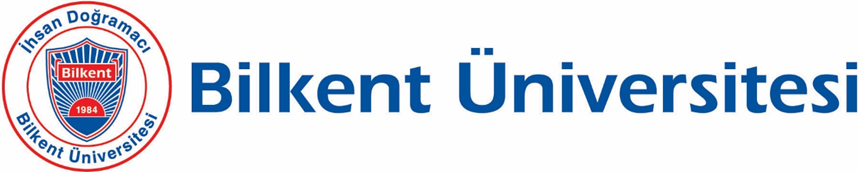 İhsan Doğramacı
Bilkent
1984
Bilkent Üniversitesi
Bilkent Üniversitesi